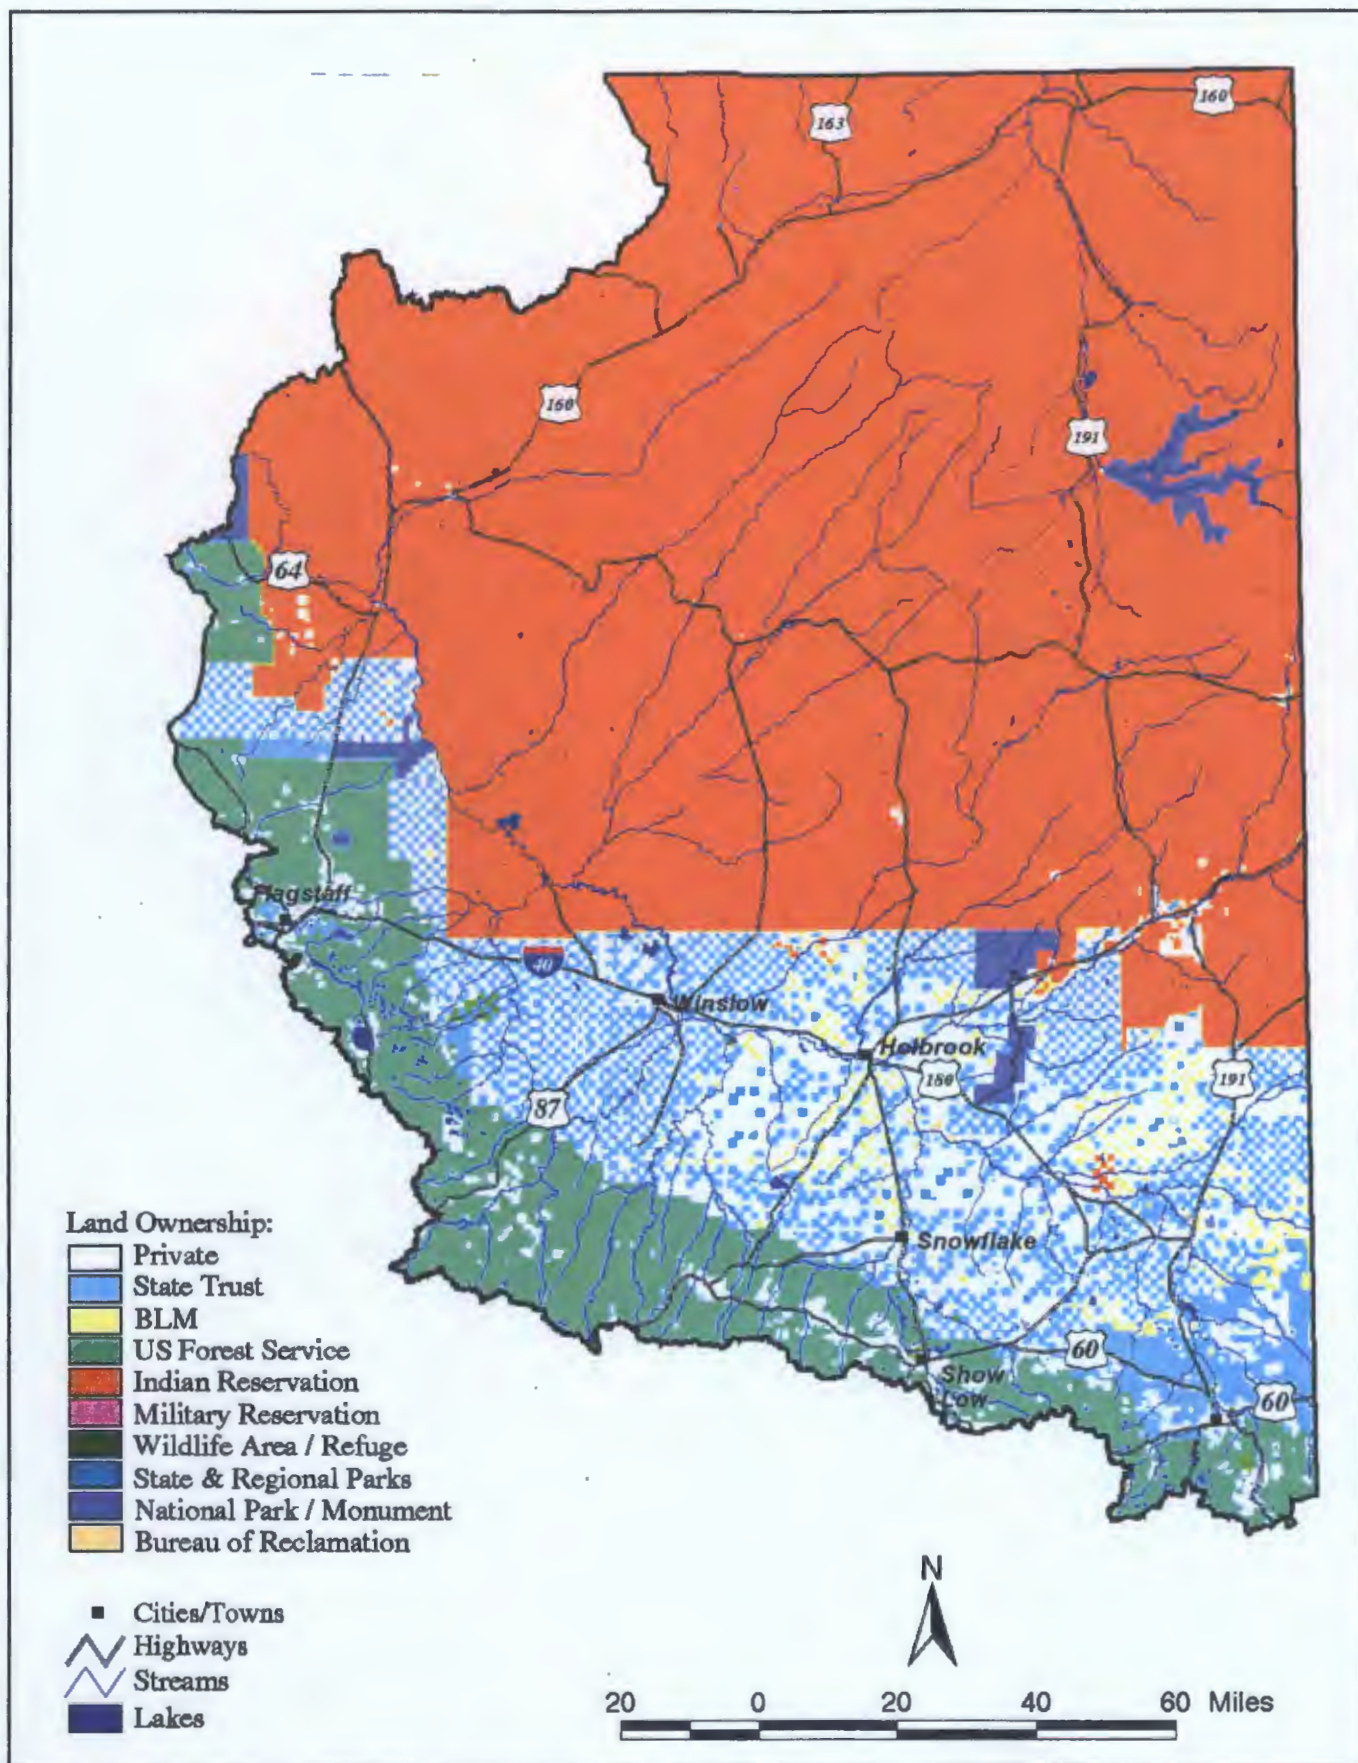 163
160
160
191
64
Flagstaff
40
Winslow
Holbrook
180
191
87
Snowflake
60
Show
Low
60
Land Ownership:
Private
State Trust
BLM
US Forest Service
Indian Reservation
Military Reservation
Wildlife Area / Refuge
State & Regional Parks
National Park / Monument
Bureau of Reclamation
Cities/Towns
Highways
Streams
Lakes
N
20 0 20 40 60 Miles